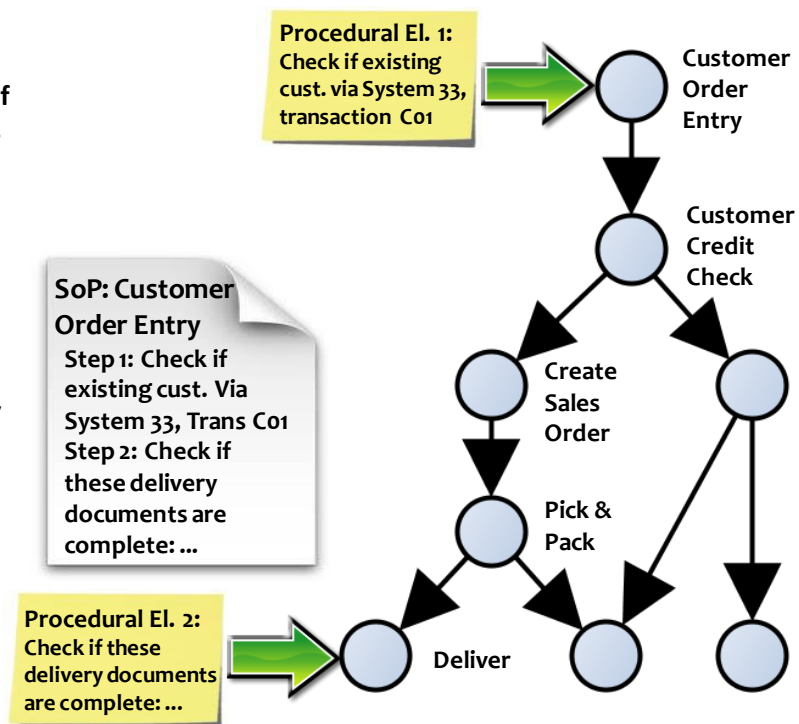 Procedural El. 1:
Check if existing
cust. via System 33,
transaction C01
Customer
Order
Entry
f
Customer
Credit
Check
SoP: Customer
Order Entry
Step 1: Check if
existing cust. Via
System 33, Trans C01
Step 2: Check if
these delivery
documents are
complete: ...
Create
Sales
Order
Pick &
Pack
Procedural El. 2:
Check if these
delivery documents
are complete: ...
Deliver